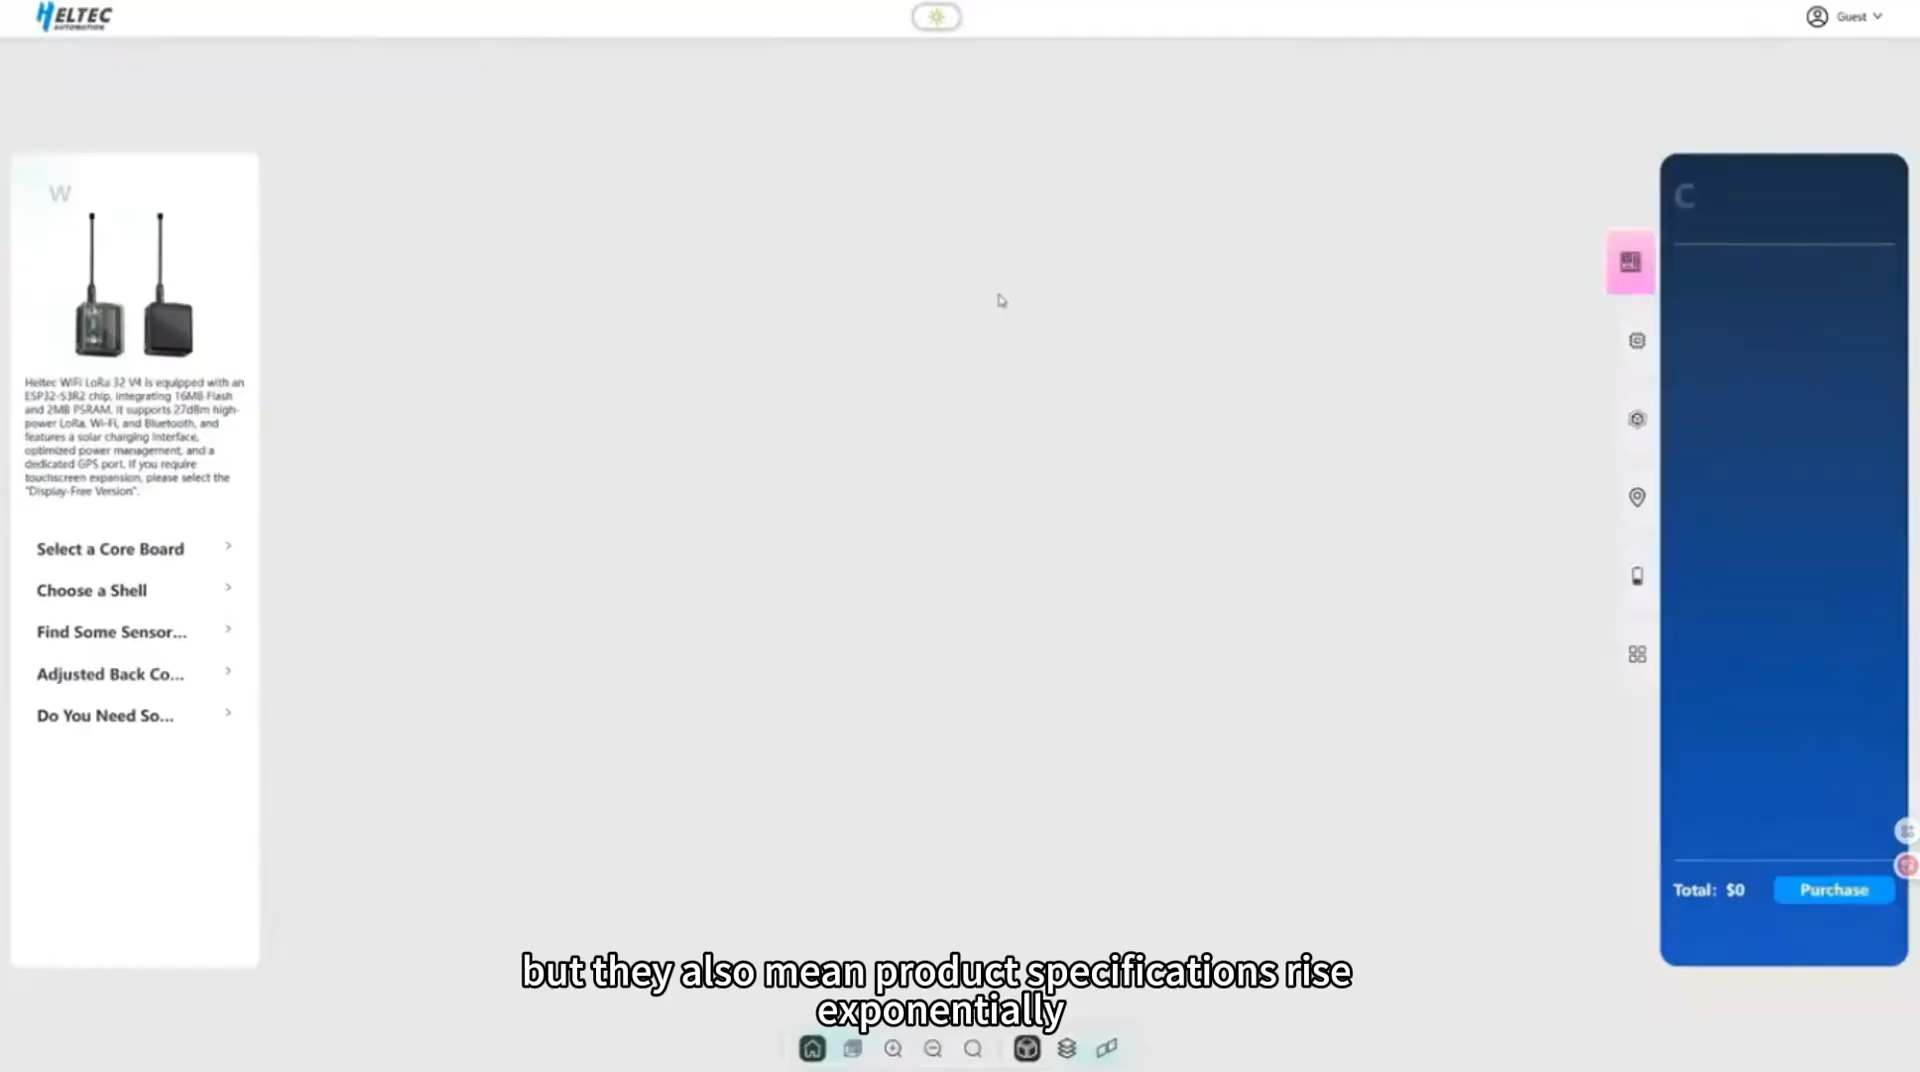 HELTEC
AUTOMATION
Guest
W
Heltec WiFi LoRa 32 V4 is equipped with an
ESP32-S3R2 chip, integrating 16MB Flash
and 2MB PSRAM. It supports 27dBm high-
power LoRa, Wi-Fi, and Bluetooth, and
features a solar charging interface,
optimized power management, and a
dedicated GPS port. If you require
touchscreen expansion, please select the
"Display-Free Version".
Select a Core Board
Choose a Shell
Find Some Sensor...
Adjusted Back Co...
Do You Need So...
C
Total: $0
Purchase
but they also mean product specifications rise
exponentially